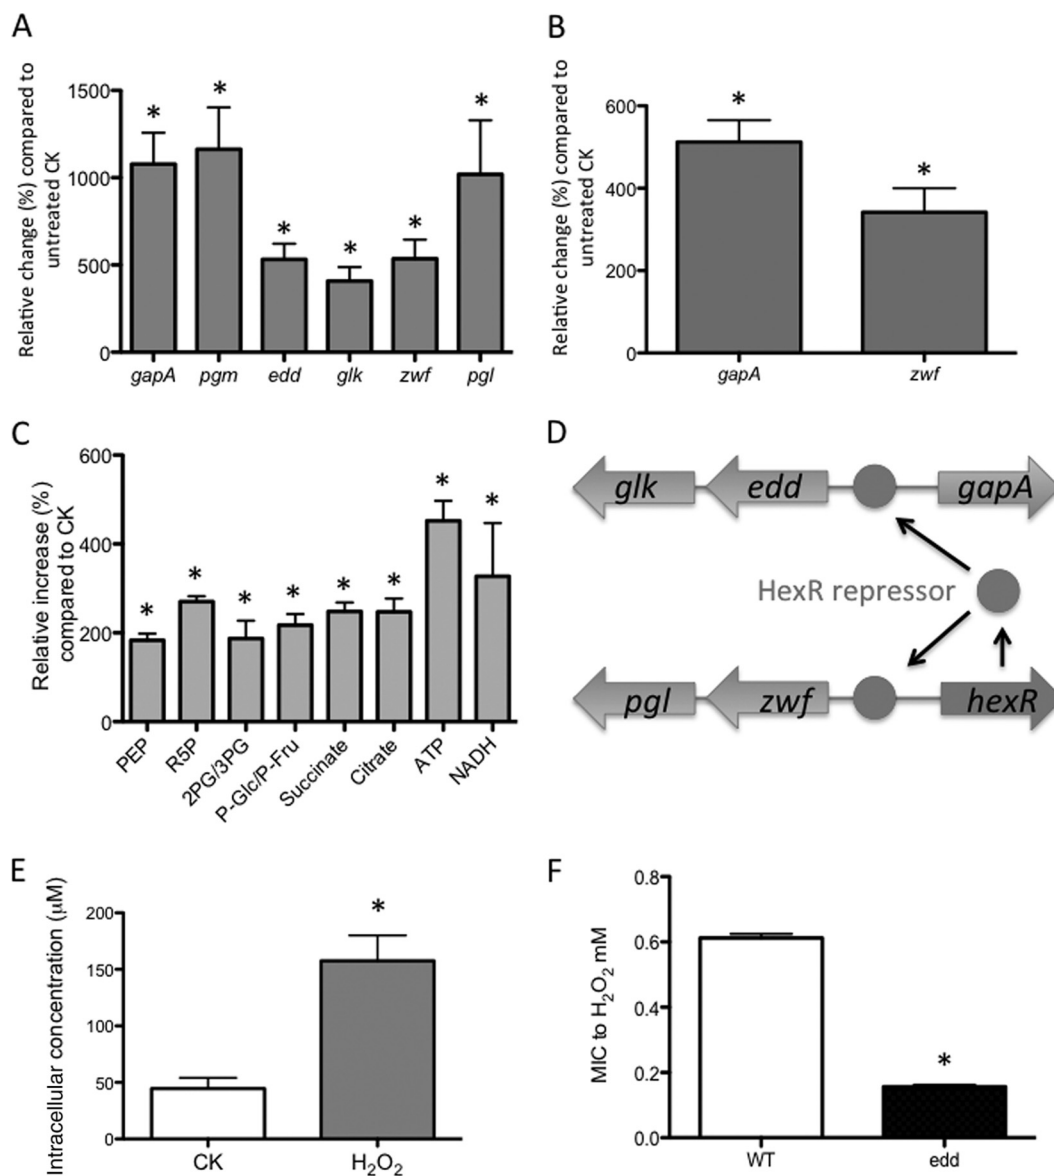 A
Relative change (%) compared to
untreated CK
1500
1000
500
0
* * * * * *
gapA pgm edd glk zwf pgl
B
Relative change (%) compared to
untreated CK
600
400
200
0
* *
gapA zwf
C
Relative increase (%)
compared to CK
600
400
200
0
* * * * * * * *
PEP R5P 2PG/3PG P-Glc/P-Fru Succinate Citrate ATP NADH
D
glk edd gapA
HexR repressor
pgl zwf hexR
E
Intracellular concentration (μM)
200
150
100
50
0
*
CK H₂O₂
F
MIC to H₂O₂ mM
0.8
0.6
0.4
0.2
0.0
*
WT edd